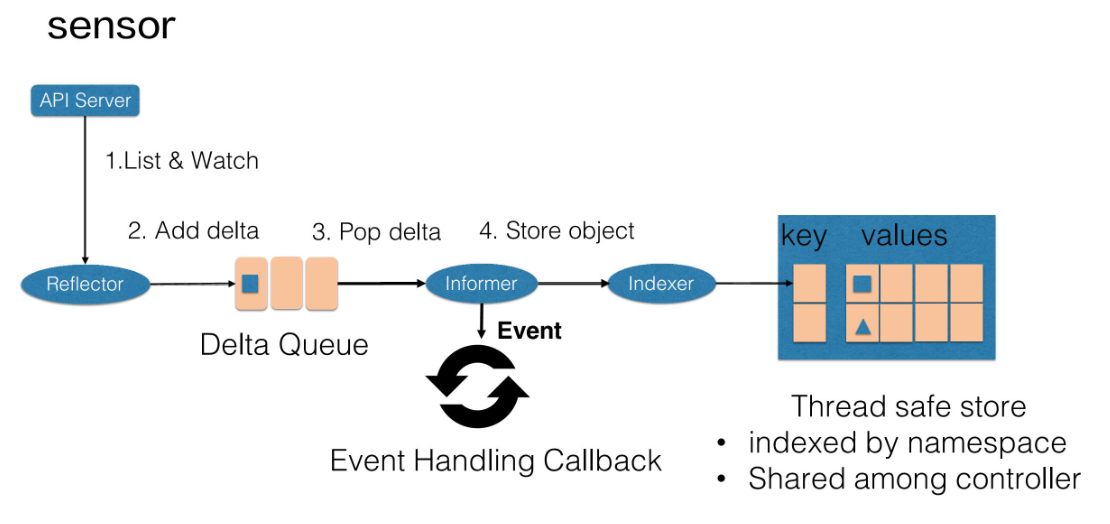 sensor
API Server
1.List & Watch
2. Add delta
3. Pop delta
4. Store object
key values
Reflector
Informer
Indexer
Delta Queue
Event
Event Handling Callback
Thread safe store
• indexed by namespace
• Shared among controller